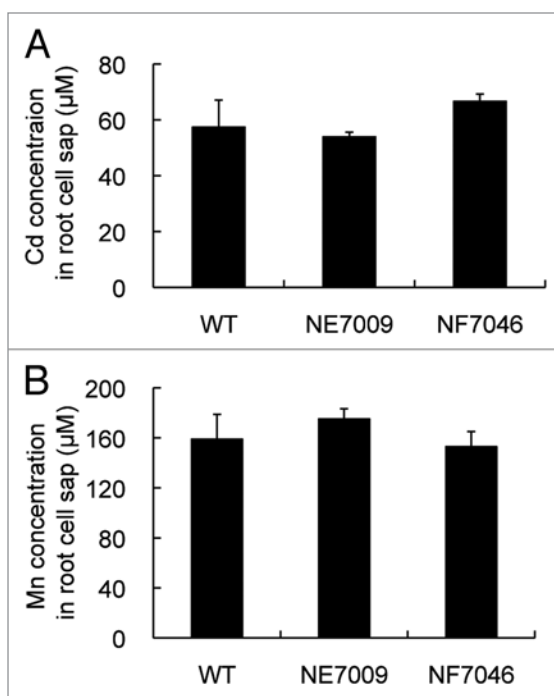 A
Cd concentraion
in root cell sap (μM)
80
60
40
20
0
WT NE7009 NF7046
B
Mn concentration
in root cell sap (μM)
200
160
120
80
40
0
WT NE7009 NF7046